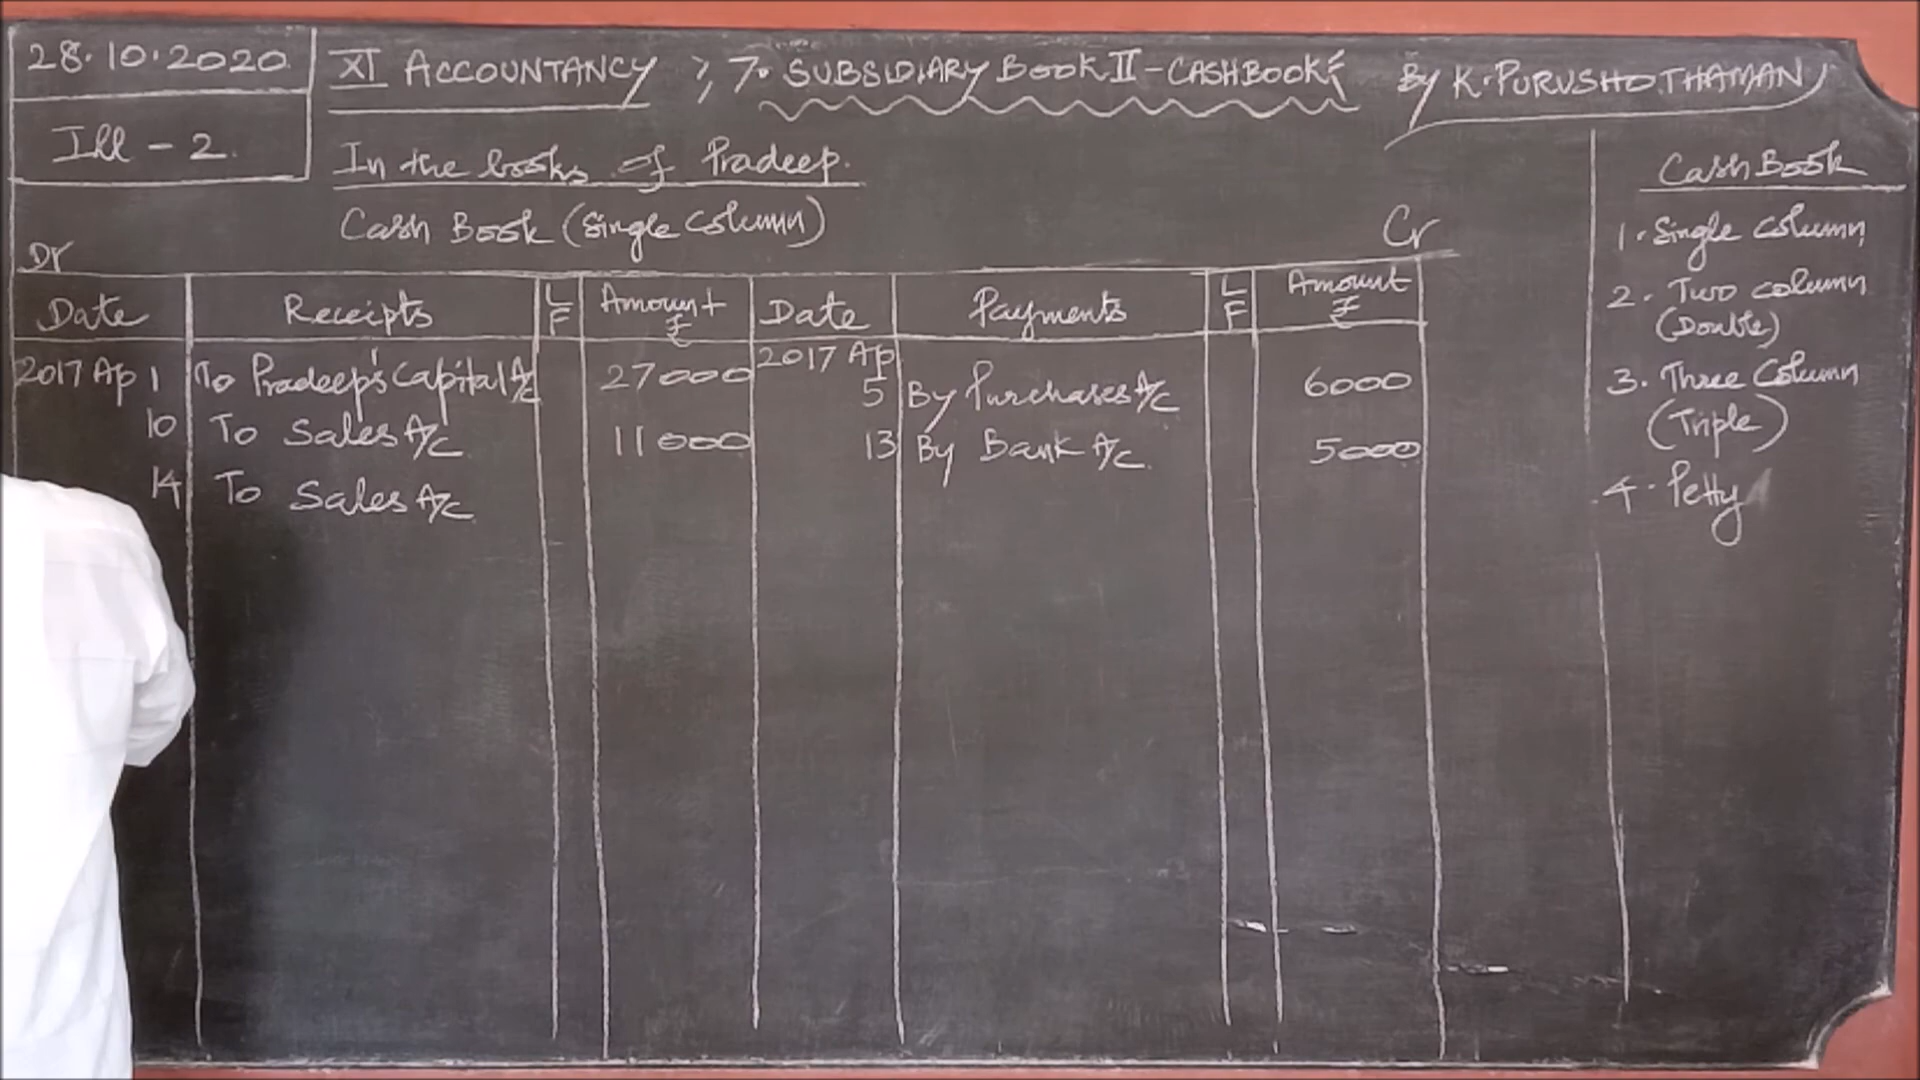 28.10.2020
Ill - 2.
XI ACCOUNTANCY ; 7. SUBSIDIARY BOOK II - CASHBOOK By K. PURUSHOTHAMAN
In the books of Pradeep.
Cash Book (Single Column)
Dr Cr
Date Receipts L F Amount ₹ Date Payments L F Amount ₹
2017 Ap 1 To Pradeep's Capital A/c 27000 2017 Ap 5 By Purchases A/c 6000
10 To Sales A/c 11000 13 By Bank A/c 5000
14 To Sales A/c
Cash Book
1. Single Column
2. Two Column
(Double)
3. Three Column
(Triple)
4. Petty